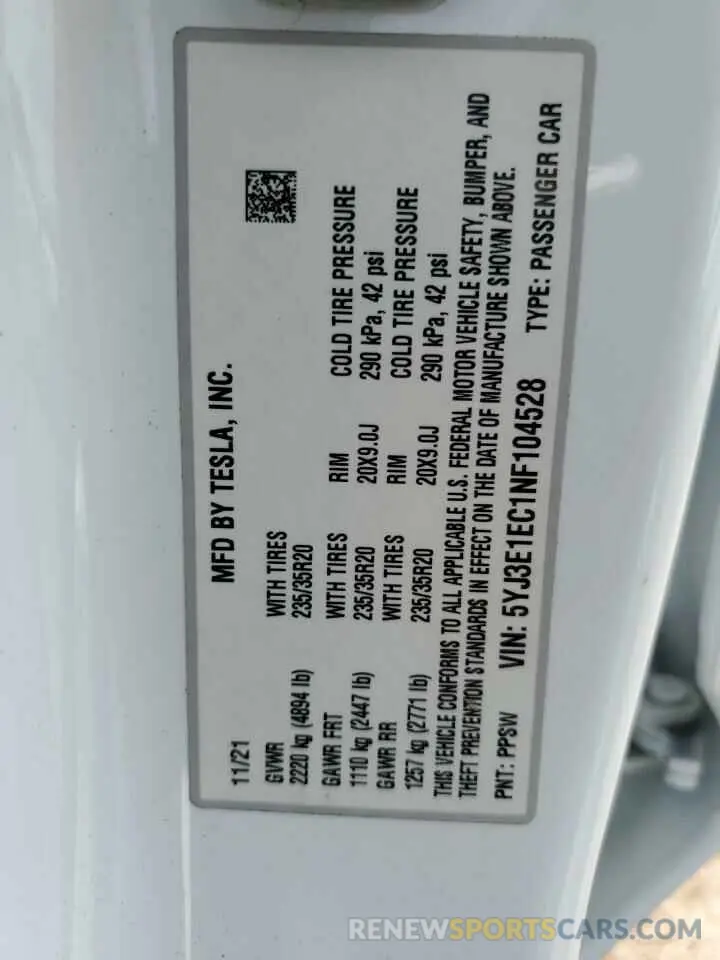 MFD BY TESLA, INC.
11/21
GVWR WITH TIRES
2220 kg (4894 lb) 235/35R20
GAWR FRT WITH TIRES RIM COLD TIRE PRESSURE
1110 kg (2447 lb) 235/35R20 20X9.0J 290 kPa, 42 psi
GAWR RR WITH TIRES RIM COLD TIRE PRESSURE
1257 kg (2771 lb) 235/35R20 20X9.0J 290 kPa, 42 psi
THIS VEHICLE CONFORMS TO ALL APPLICABLE U.S. FEDERAL MOTOR VEHICLE SAFETY, BUMPER, AND
THEFT PREVENTION STANDARDS IN EFFECT ON THE DATE OF MANUFACTURE SHOWN ABOVE.
PNT: PPSW VIN: 5YJ3E1EC1NF104528 TYPE: PASSENGER CAR
RENEWSPORTSCARS.COM